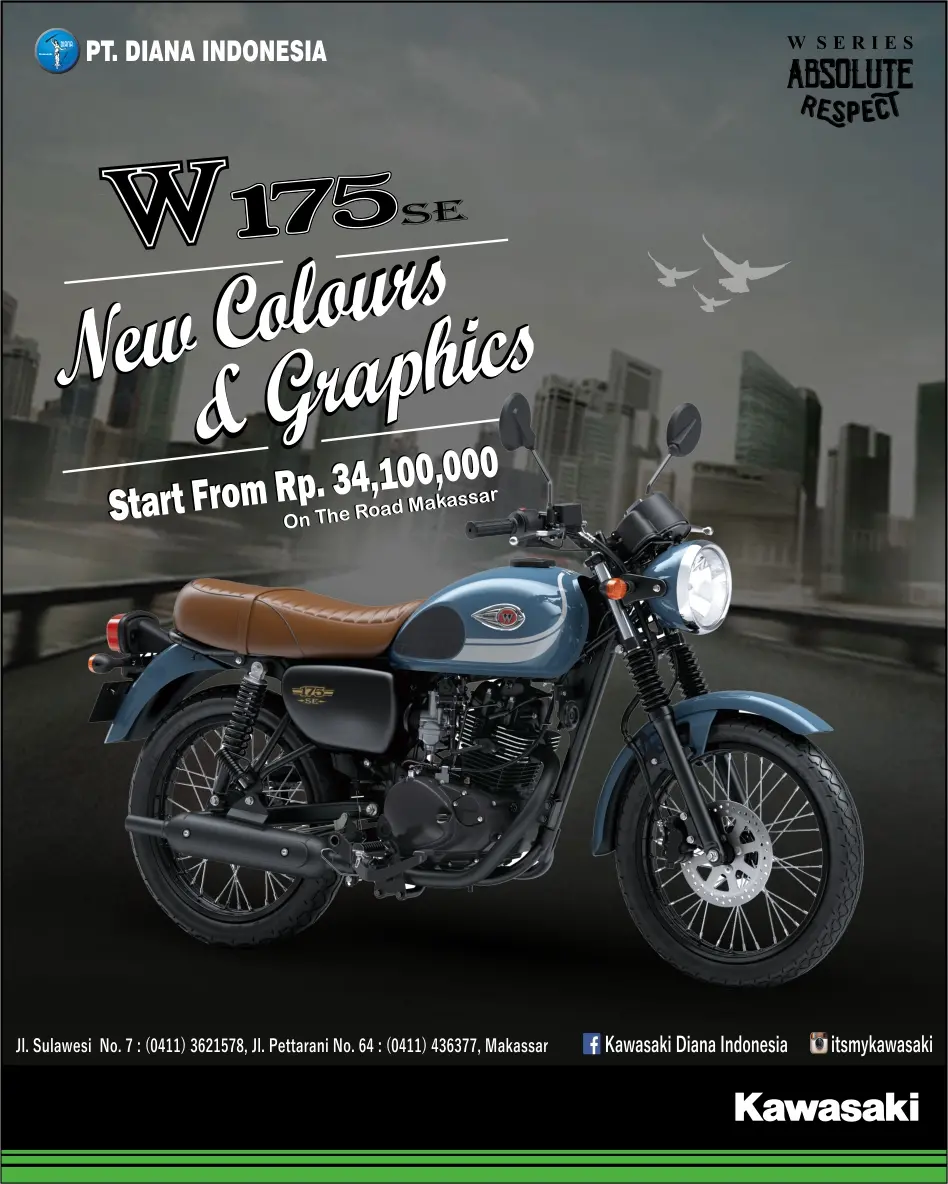 PT. DIANA INDONESIA
W SERIES
ABSOLUTE
RESPECT
W 175 SE
New Colours
& Graphics
Start From Rp. 34,100,000
On The Road Makassar
W
175
SE
Jl. Sulawesi No. 7 : (0411) 3621578, Jl. Pettarani No. 64 : (0411) 436377, Makassar
Kawasaki Diana Indonesia
itsmykawasaki
Kawasaki